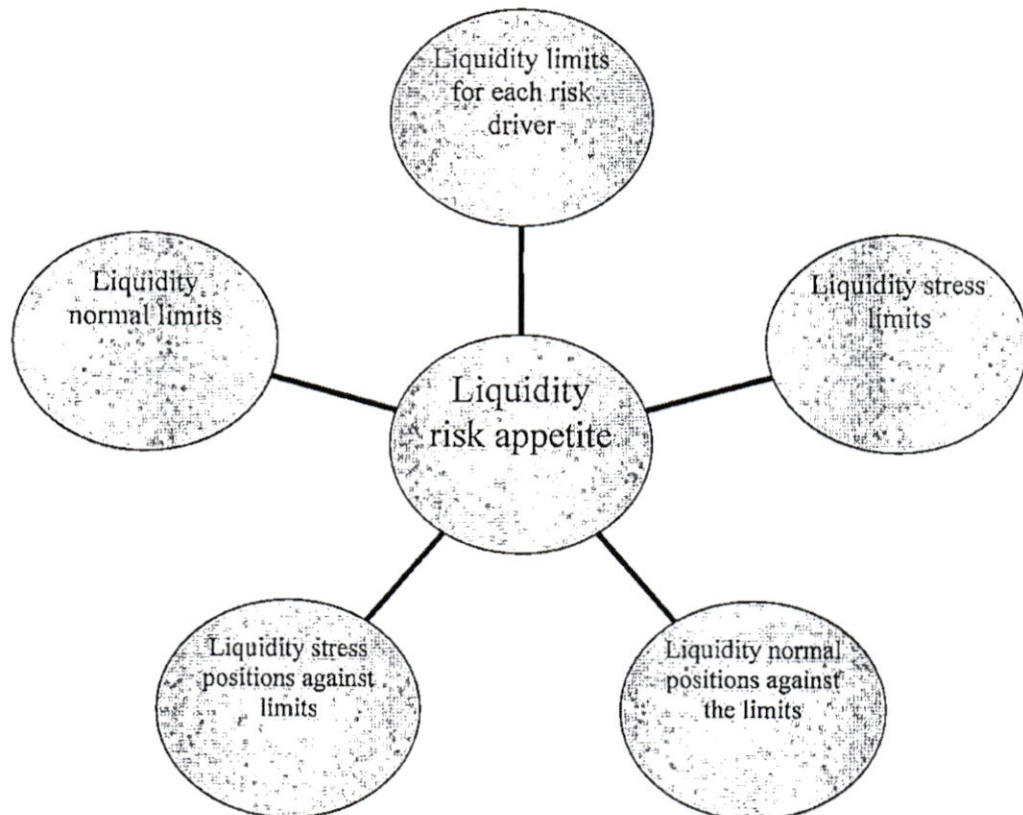 Liquidity limits
for each risk
driver
Liquidity
normal limits
Liquidity stress
limits
Liquidity
risk appetite
Liquidity stress
positions against
limits
Liquidity normal
positions against
the limits